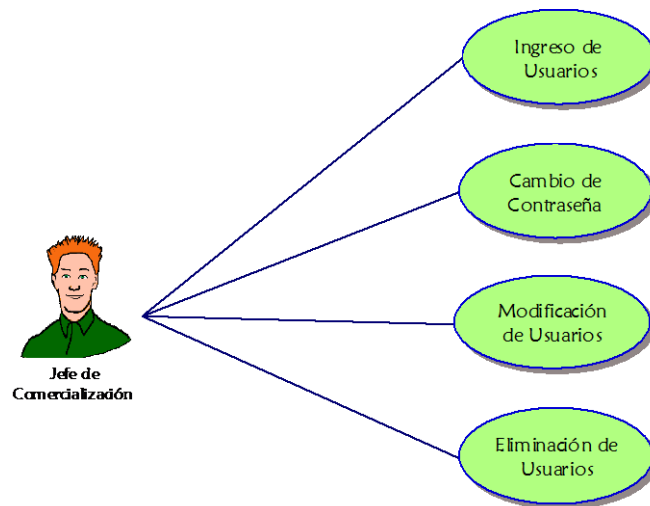 Ingreso de
Usuarios
Cambio de
Contraseña
Modificación
de Usuarios
Eliminación de
Usuarios
Jefe de
Comercialización